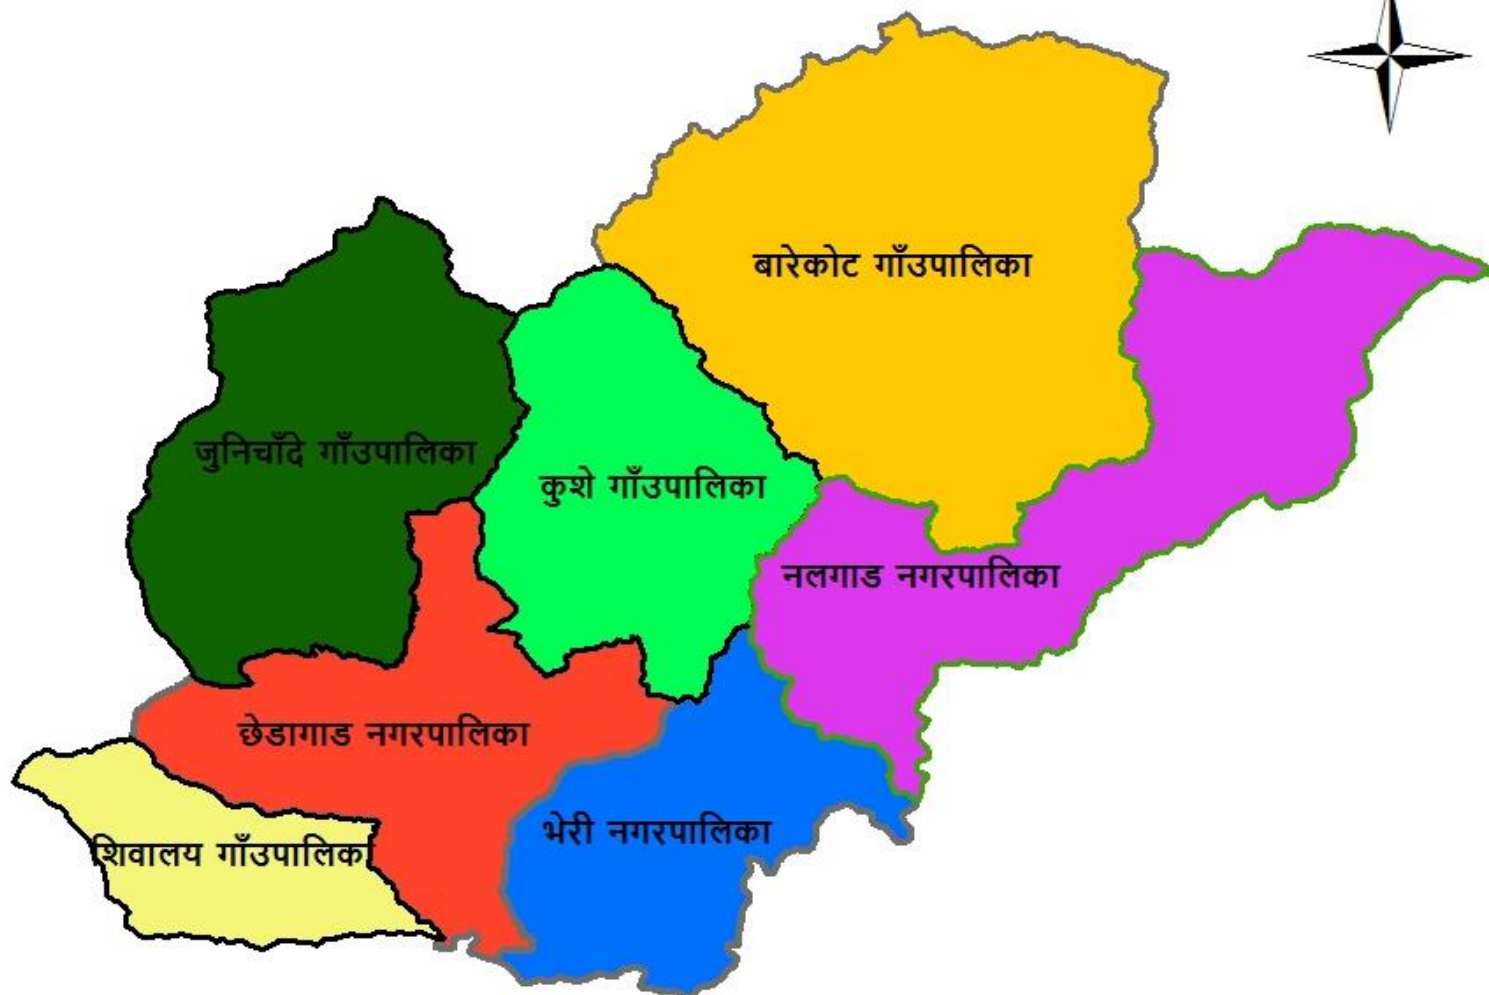 बारेकोट गाँउपालिका
जुनिचाँदे गाँउपालिका
कुशे गाँउपालिका
नलगाड नगरपालिका
छेडागाड नगरपालिका
भेरी नगरपालिका
शिवालय गाँउपालिका